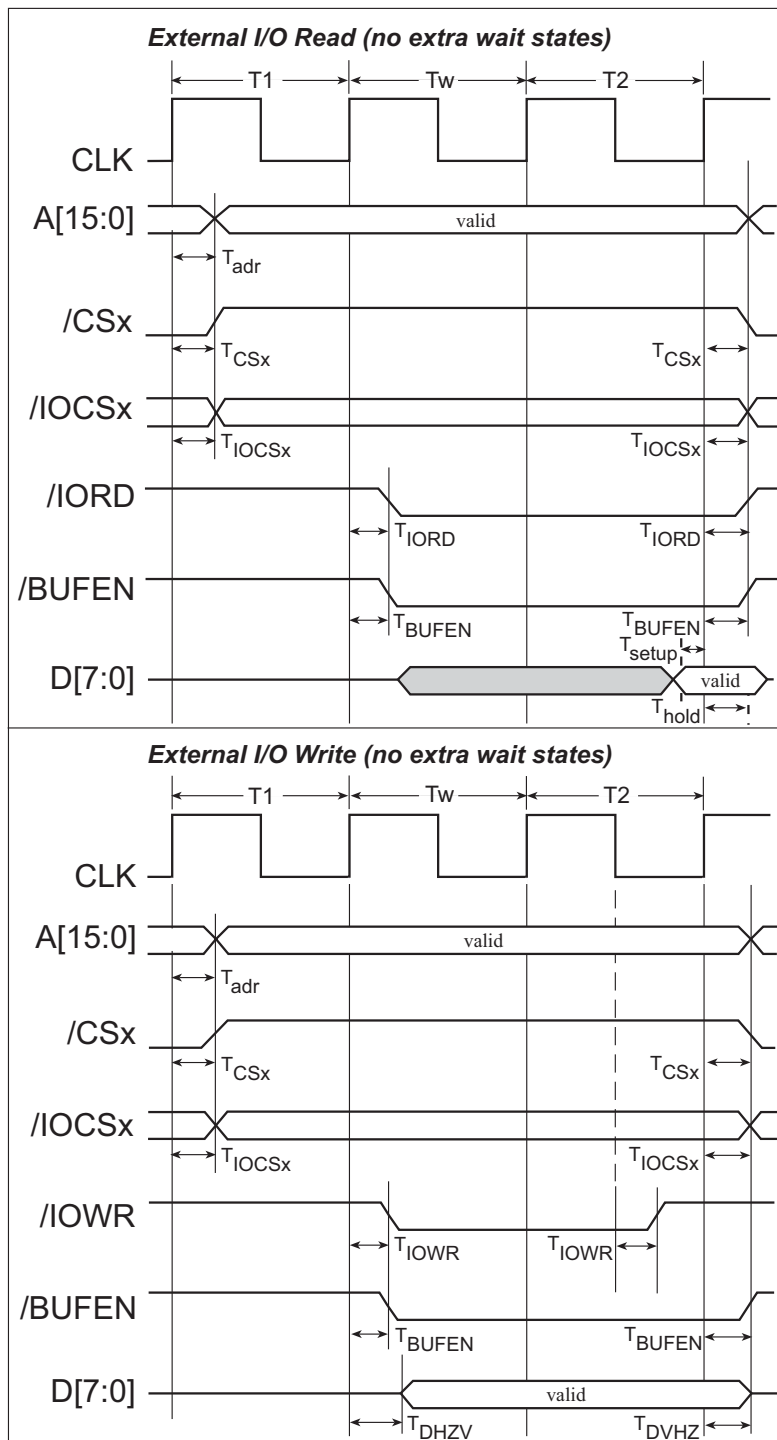 External I/O Read (no extra wait states)
T1 Tw T2
CLK
A[15:0] valid
Tadr
/CSx
TCSx TCSx
/IOCSx
TIOCSx TIOCSx
/IORD
TIORD TIORD
/BUFEN
TBUFEN TBUFEN
Tsetup
D[7:0] valid
Thold
External I/O Write (no extra wait states)
T1 Tw T2
CLK
A[15:0] valid
Tadr
/CSx
TCSx TCSx
/IOCSx
TIOCSx TIOCSx
/IOWR
TIOWR TIOWR
/BUFEN
TBUFEN TBUFEN
D[7:0] valid
TDHZV TDVHZ